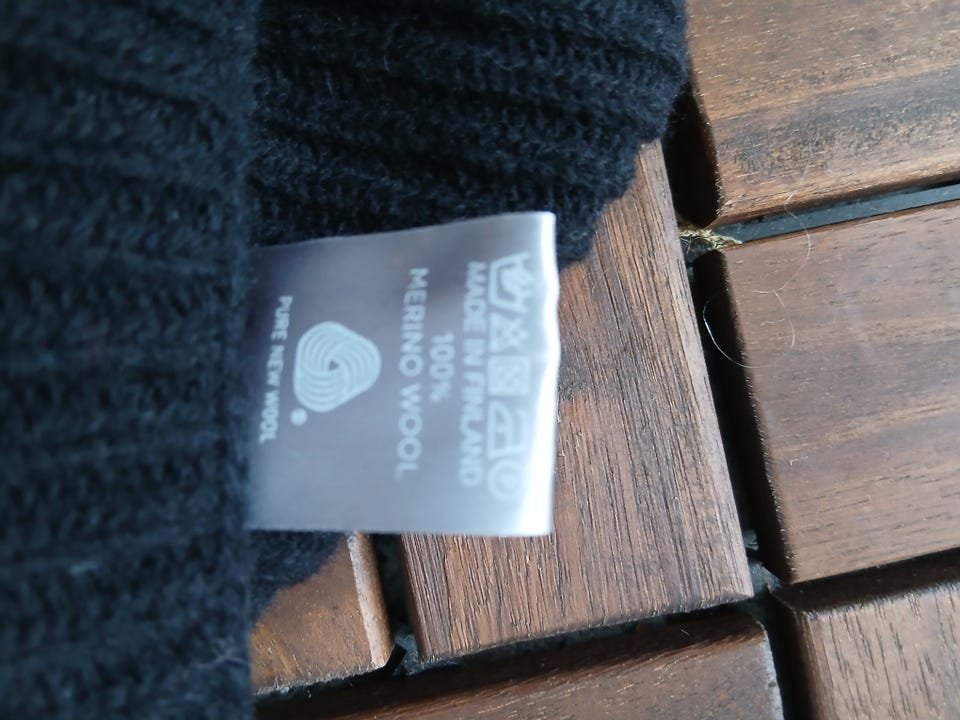 MADE IN FINLAND
100%
MERINO WOOL
PURE NEW WOOL